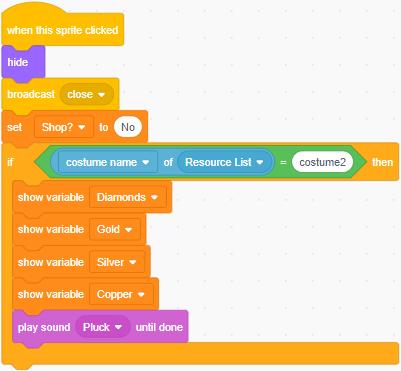 when this sprite clicked
hide
broadcast close
set Shop? to No
if costume name of Resource List = costume2 then
show variable Diamonds
show variable Gold
show variable Silver
show variable Copper
play sound Pluck until done